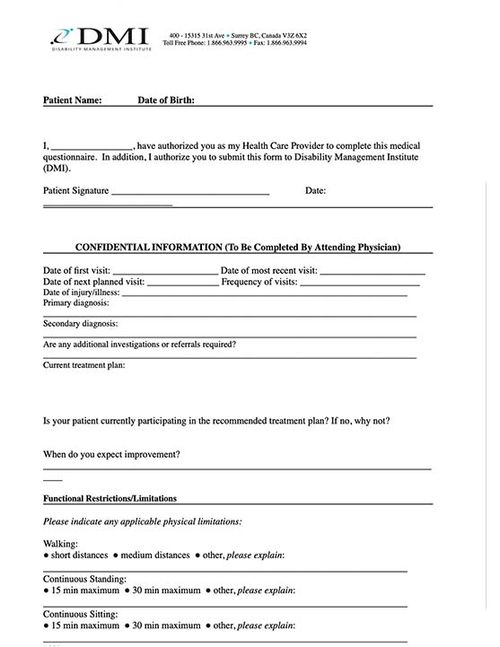 DMI
DISABILITY MANAGEMENT INSTITUTE
400 - 15315 31st Ave • Surrey BC, Canada V3Z 6X2
Toll Free Phone: 1.866.963.9995 • Fax: 1.866.963.9994
Patient Name: Date of Birth:
I, _________________, have authorized you as my Health Care Provider to complete this medical
questionnaire. In addition, I authorize you to submit this form to Disability Management Institute
(DMI).
Patient Signature _________________________________ Date:
___________________________
CONFIDENTIAL INFORMATION (To Be Completed By Attending Physician)
Date of first visit: ______________________ Date of most recent visit: ______________________
Date of next planned visit: _______________ Frequency of visits: _________________________
Date of injury/illness: ____________________________________________________________
Primary diagnosis:
Secondary diagnosis:
Are any additional investigations or referrals required?
Current treatment plan:
Is your patient currently participating in the recommended treatment plan? If no, why not?
When do you expect improvement?
____
Functional Restrictions/Limitations
Please indicate any applicable physical limitations:
Walking:
● short distances ● medium distances ● other, please explain:
Continuous Standing:
● 15 min maximum ● 30 min maximum ● other, please explain:
Continuous Sitting:
● 15 min maximum ● 30 min maximum ● other, please explain: